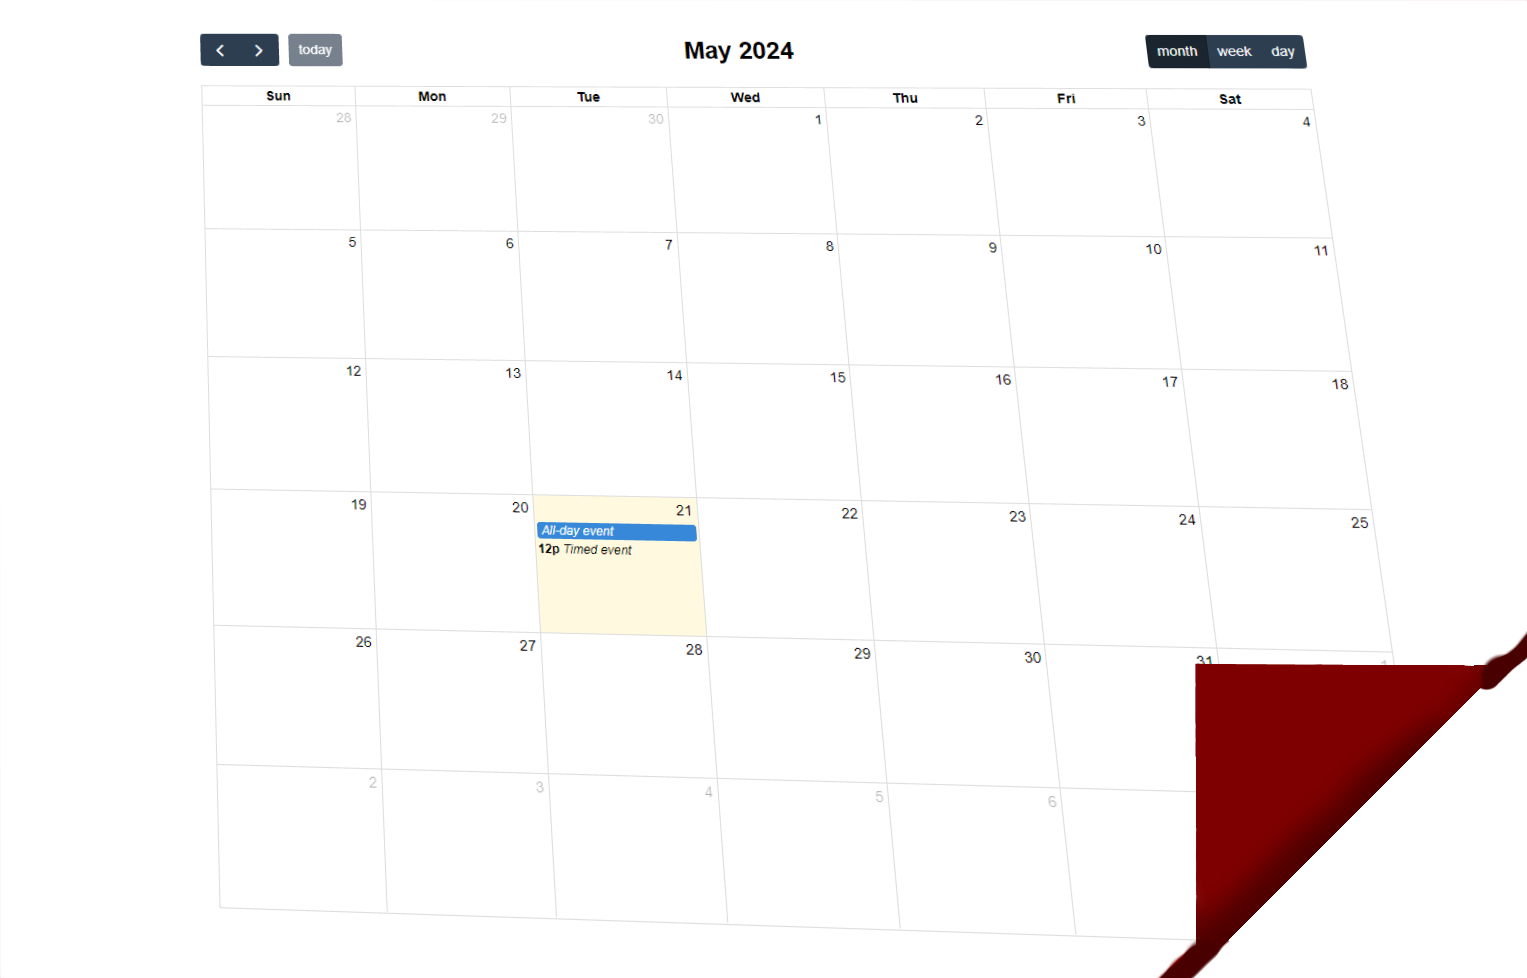 today
May 2024
month week day
Sun Mon Tue Wed Thu Fri Sat
28 29 30 1 2 3 4
5 6 7 8 9 10 11
12 13 14 15 16 17 18
19 20 21 22 23 24 25
All-day event
12p Timed event
26 27 28 29 30 31 1
2 3 4 5 6